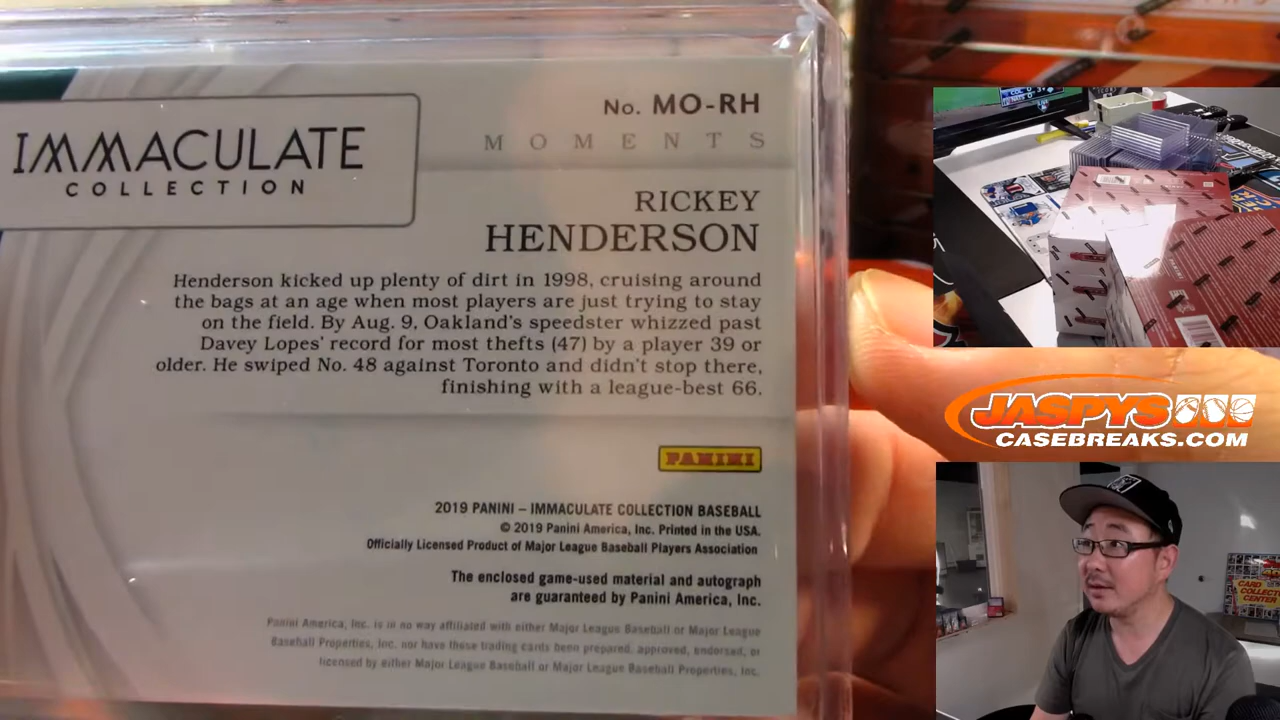 No. MO-RH
MOMENTS
IMMACULATE
COLLECTION
RICKEY
HENDERSON
Henderson kicked up plenty of dirt in 1998, cruising around
the bags at an age when most players are just trying to stay
on the field. By Aug. 9, Oakland's speedster whizzed past
Davey Lopes' record for most thefts (47) by a player 39 or
older. He swiped No. 48 against Toronto and didn't stop there,
finishing with a league-best 66.
PANINI
2019 PANINI – IMMACULATE COLLECTION BASEBALL
© 2019 Panini America, Inc. Printed in the USA.
Officially Licensed Product of Major League Baseball Players Association
The enclosed game-used material and autograph
are guaranteed by Panini America, Inc.
Panini America, Inc. is in no way affiliated with either Major League Baseball or Major League
Baseball Properties, Inc. nor have these trading cards been prepared, approved, endorsed, or
licensed by either Major League Baseball or Major League Baseball Properties, Inc.
JASPYS
CASEBREAKS.COM
CARD
COLLECT
CENTER